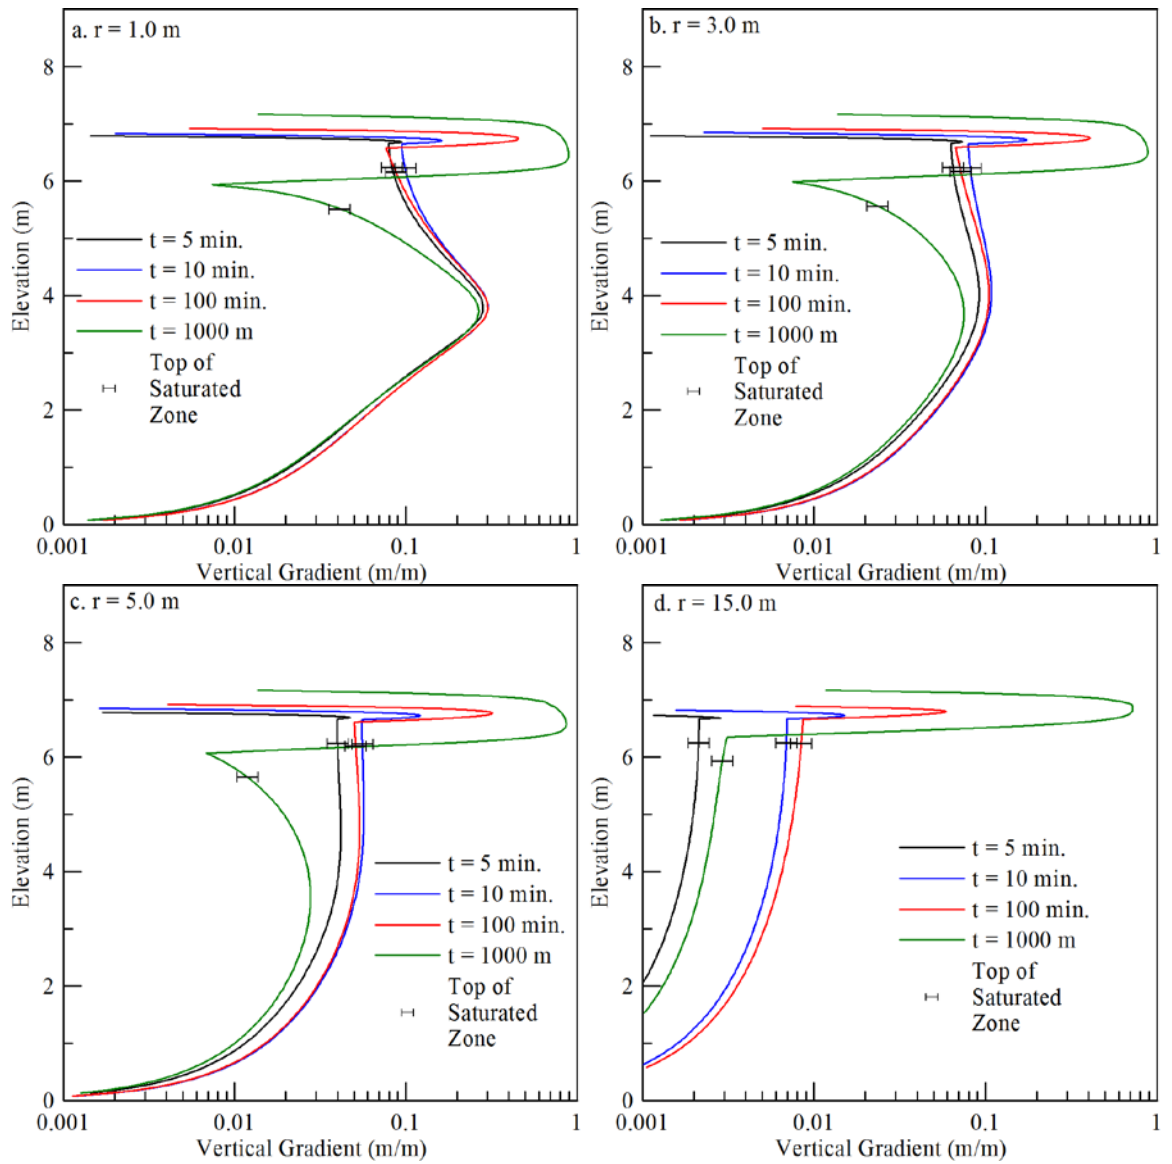 a. r = 1.0 m
8
6
4
2
0
Elevation (m)
t = 5 min.
t = 10 min.
t = 100 min.
t = 1000 m
Top of
Saturated
Zone
0.001
0.01
0.1
1
Vertical Gradient (m/m)
b. r = 3.0 m
8
6
4
2
0
Elevation (m)
t = 5 min.
t = 10 min.
t = 100 min.
t = 1000 m
Top of
Saturated
Zone
0.001
0.01
0.1
1
Vertical Gradient (m/m)
c. r = 5.0 m
8
6
4
2
0
Elevation (m)
t = 5 min.
t = 10 min.
t = 100 min.
t = 1000 m
Top of
Saturated
Zone
0.001
0.01
0.1
1
Vertical Gradient (m/m)
d. r = 15.0 m
8
6
4
2
0
Elevation (m)
t = 5 min.
t = 10 min.
t = 100 min.
t = 1000 m
Top of
Saturated
Zone
0.001
0.01
0.1
1
Vertical Gradient (m/m)